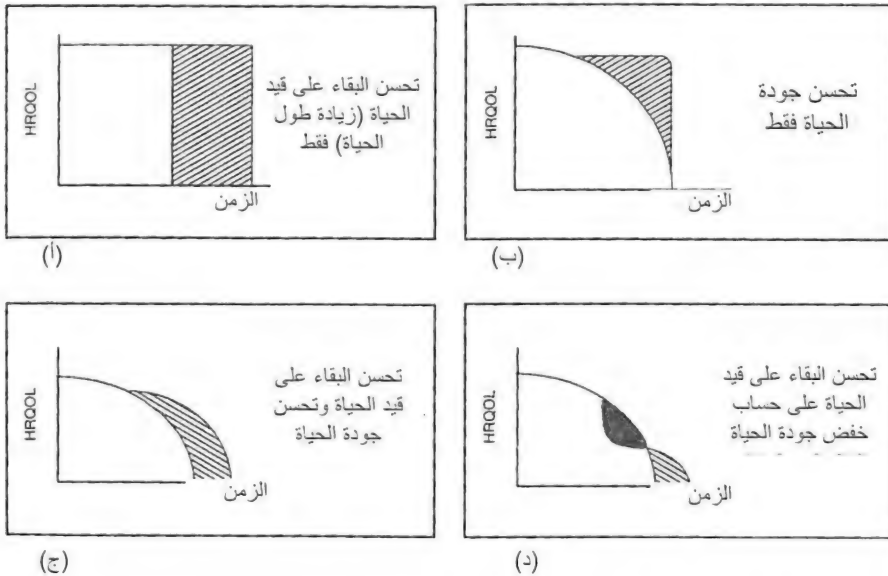 HRQOL
تحسن البقاء على قيد
الحياة (زيادة طول
الحياة) فقط
الزمن
(أ)
HRQOL
تحسن جودة
الحياة فقط
الزمن
(ب)
HRQOL
تحسن البقاء على
قيد الحياة وتحسن
جودة الحياة
الزمن
(ج)
HRQOL
تحسن البقاء على قيد
الحياة على حساب
خفض جودة الحياة
الزمن
(د)